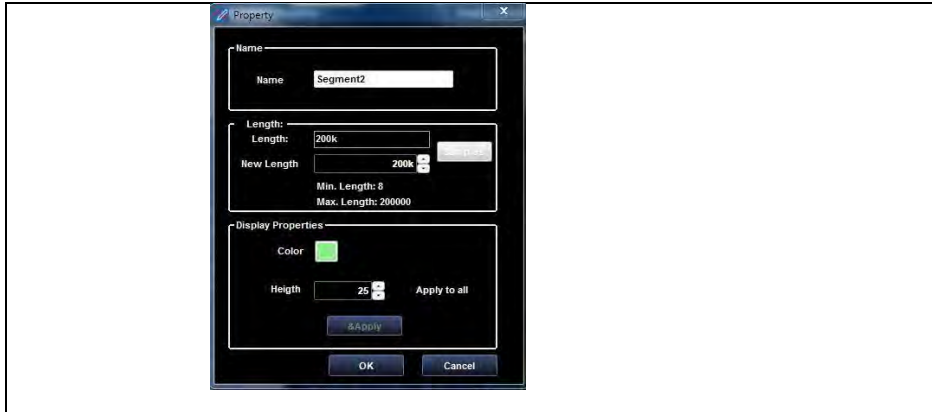 Property
x
Name
Name Segment2
Length:
Length: 200k
New Length 200k
Min. Length: 8
Max. Length: 200000
Display Properties
Color
Heigth 25 Apply to all
&Apply
OK Cancel